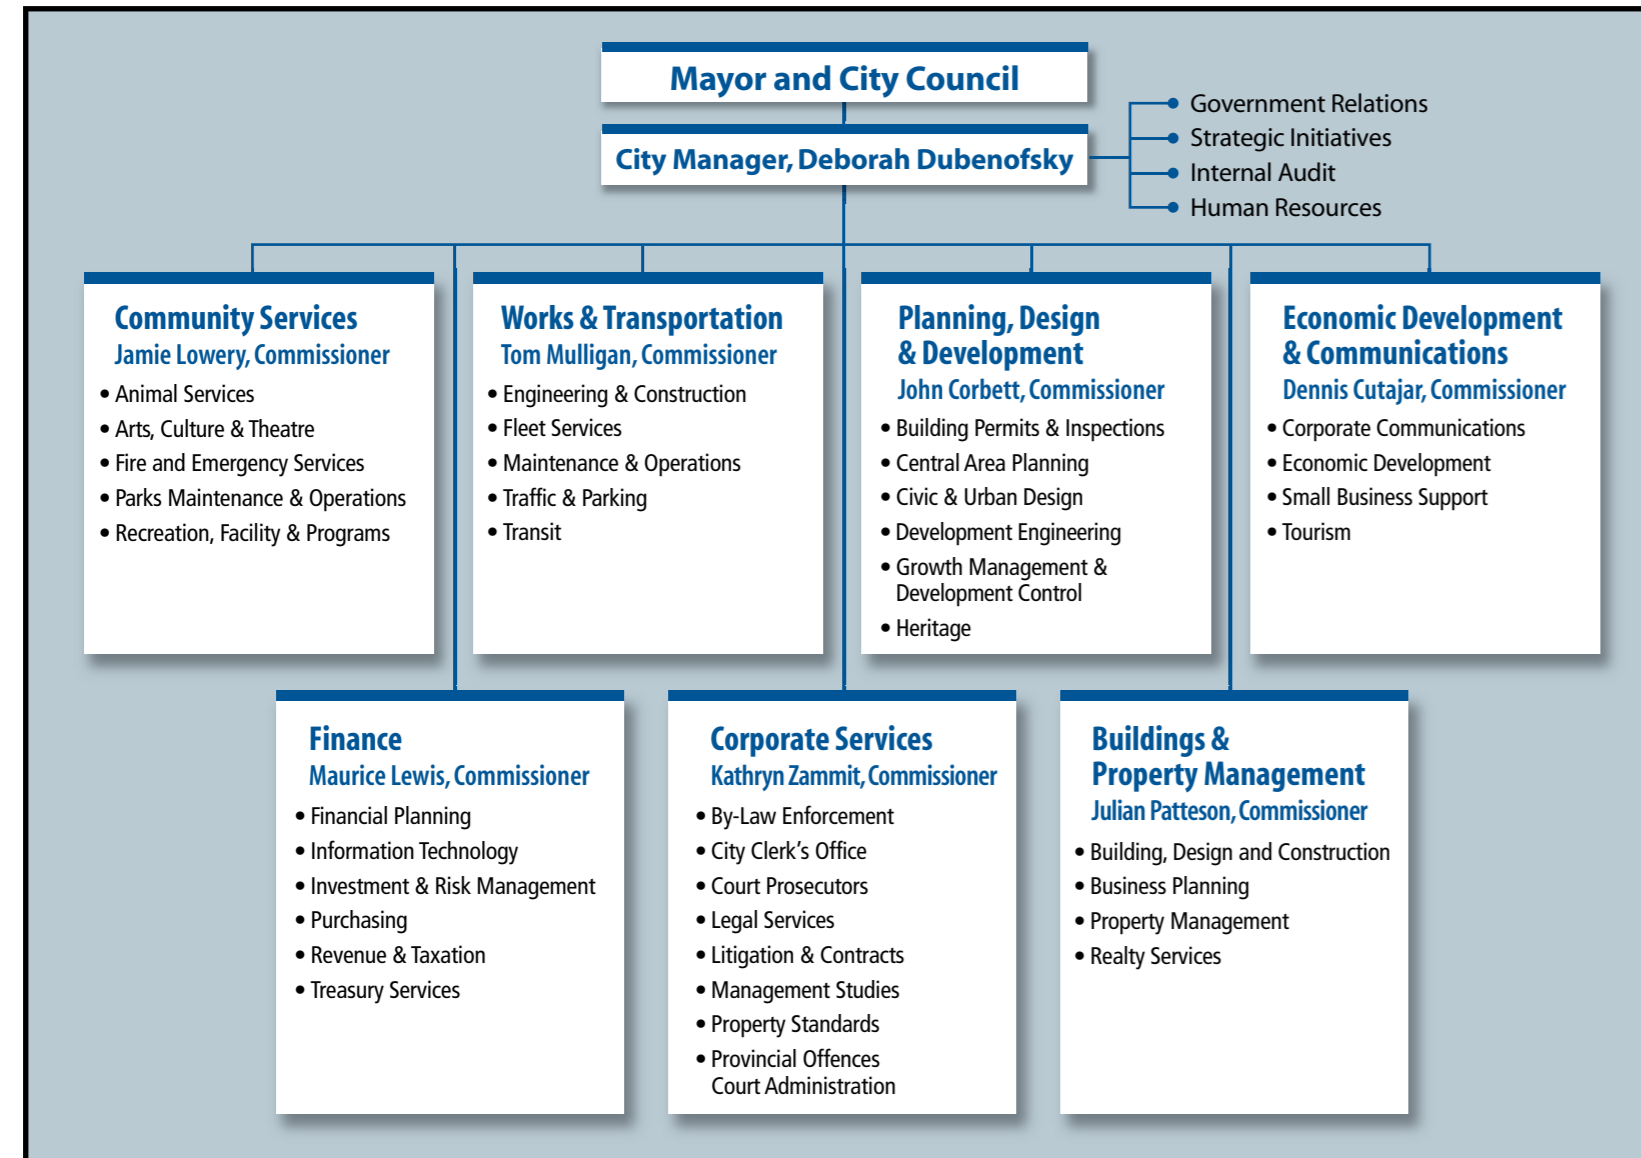 Mayor and City Council
City Manager, Deborah Dubenofsky
Government Relations
Strategic Initiatives
Internal Audit
Human Resources
Community Services
Jamie Lowery, Commissioner
• Animal Services
• Arts, Culture & Theatre
• Fire and Emergency Services
• Parks Maintenance & Operations
• Recreation, Facility & Programs
Works & Transportation
Tom Mulligan, Commissioner
• Engineering & Construction
• Fleet Services
• Maintenance & Operations
• Traffic & Parking
• Transit
Planning, Design
& Development
John Corbett, Commissioner
• Building Permits & Inspections
• Central Area Planning
• Civic & Urban Design
• Development Engineering
• Growth Management &
Development Control
• Heritage
Economic Development
& Communications
Dennis Cutajar, Commissioner
• Corporate Communications
• Economic Development
• Small Business Support
• Tourism
Finance
Maurice Lewis, Commissioner
• Financial Planning
• Information Technology
• Investment & Risk Management
• Purchasing
• Revenue & Taxation
• Treasury Services
Corporate Services
Kathryn Zammit, Commissioner
• By-Law Enforcement
• City Clerk’s Office
• Court Prosecutors
• Legal Services
• Litigation & Contracts
• Management Studies
• Property Standards
• Provincial Offences
Court Administration
Buildings &
Property Management
Julian Patteson, Commissioner
• Building, Design and Construction
• Business Planning
• Property Management
• Realty Services